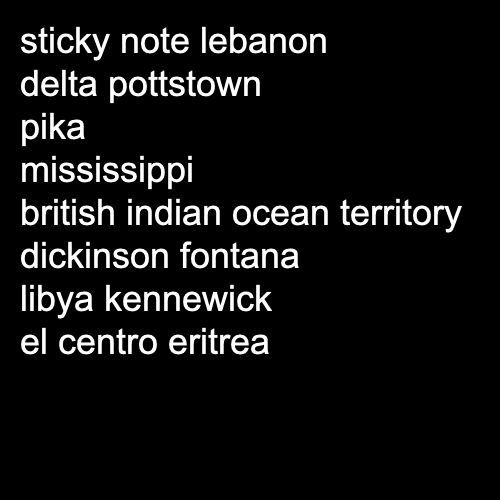 sticky note lebanon
delta pottstown
pika
mississippi
british indian ocean territory
dickinson fontana
libya kennewick
el centro eritrea